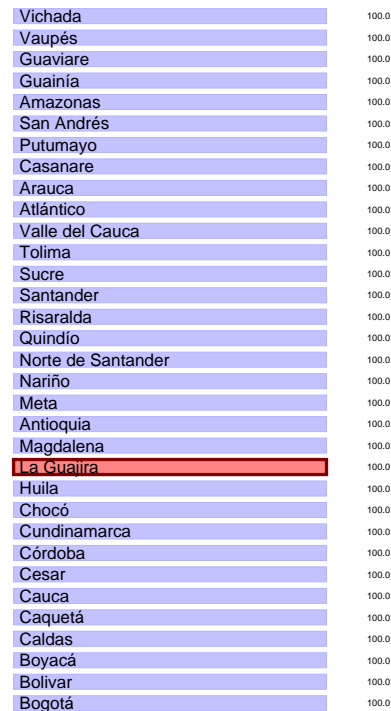 Vichada 100.0
Vaupés 100.0
Guaviare 100.0
Guainía 100.0
Amazonas 100.0
San Andrés 100.0
Putumayo 100.0
Casanare 100.0
Arauca 100.0
Atlántico 100.0
Valle del Cauca 100.0
Tolima 100.0
Sucre 100.0
Santander 100.0
Risaralda 100.0
Quindío 100.0
Norte de Santander 100.0
Nariño 100.0
Meta 100.0
Antioquia 100.0
Magdalena 100.0
La Guajira 100.0
Huila 100.0
Chocó 100.0
Cundinamarca 100.0
Córdoba 100.0
Cesar 100.0
Cauca 100.0
Caquetá 100.0
Caldas 100.0
Boyacá 100.0
Bolivar 100.0
Bogotá 100.0